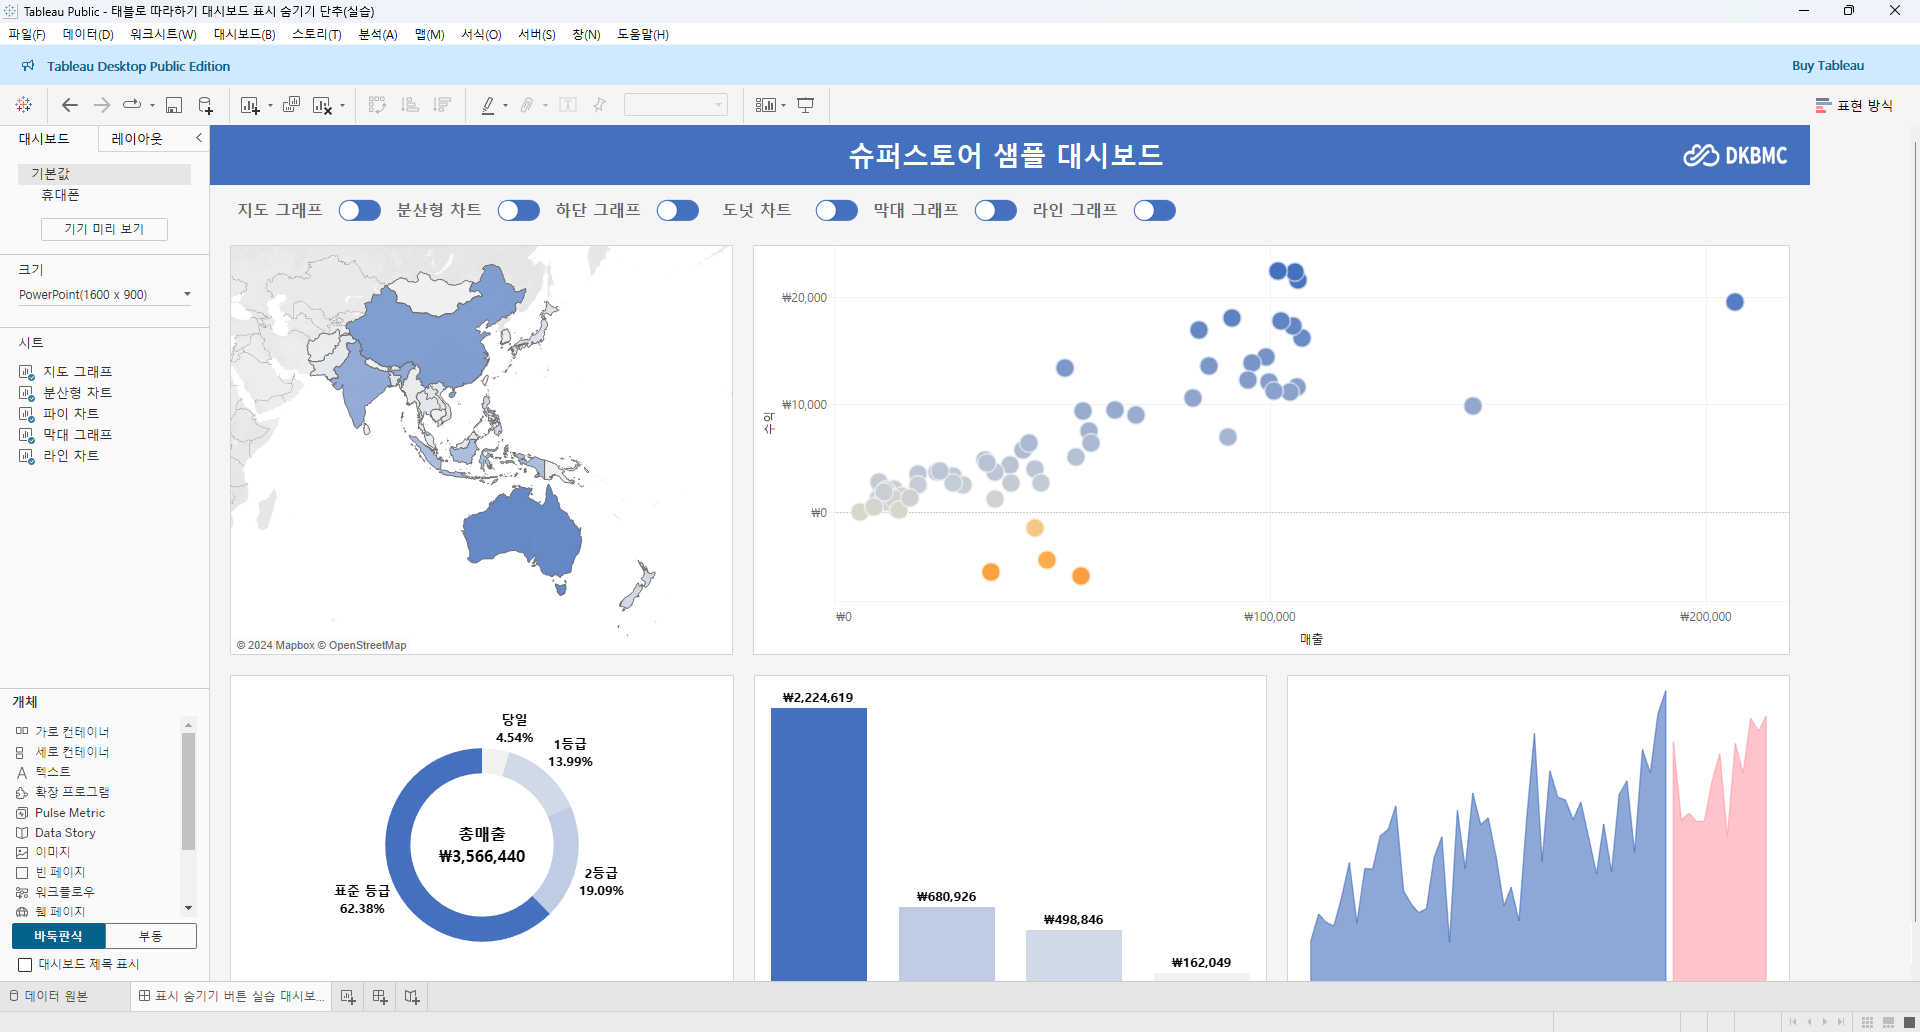 Tableau Public - 태블로 따라하기 대시보드 표시 숨기기 단추(실습)
파일(F) 데이터(D) 워크시트(W) 대시보드(B) 스토리(T) 분석(A) 맵(M) 서식(O) 서버(S) 창(N) 도움말(H)
Tableau Desktop Public Edition
Buy Tableau
표현 방식
대시보드
레이아웃
기본값
휴대폰
기기 미리 보기
크기
PowerPoint(1600 x 900)
시트
지도 그래프
분산형 차트
파이 차트
막대 그래프
라인 차트
개체
가로 컨테이너
세로 컨테이너
텍스트
확장 프로그램
Pulse Metric
Data Story
이미지
빈 페이지
워크플로우
웹 페이지
바둑판식
부동
대시보드 제목 표시
슈퍼스토어 샘플 대시보드
DKBMC
지도 그래프
분산형 차트
하단 그래프
도넛 차트
막대 그래프
라인 그래프
© 2024 Mapbox © OpenStreetMap
₩20,000
₩10,000
₩0
수익
₩0
₩100,000
₩200,000
매출
당일
4.54%
1등급
13.99%
총매출
₩3,566,440
2등급
19.09%
표준 등급
62.38%
₩2,224,619
₩680,926
₩498,846
₩162,049
데이터 원본
표시 숨기기 버튼 실습 대시보...